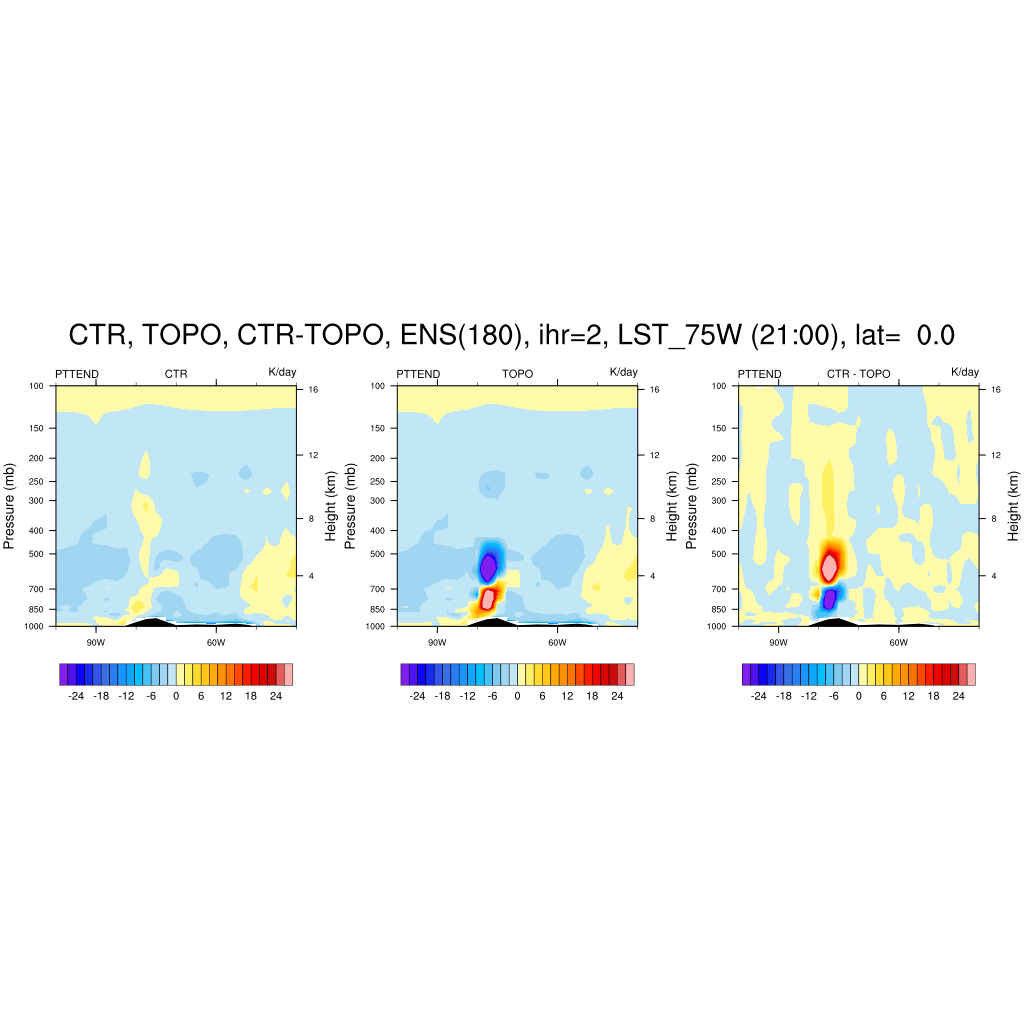 CTR, TOPO, CTR-TOPO, ENS(180), ihr=2, LST_75W (21:00), lat=  0.0
PTTEND CTR K/day
PTTEND TOPO K/day
PTTEND CTR - TOPO K/day
Pressure (mb)
100
150
200
250
300
400
500
700
850
1000
90W 60W
16
12
8
4
Height (km)
Pressure (mb)
100
150
200
250
300
400
500
700
850
1000
90W 60W
16
12
8
4
Height (km)
Pressure (mb)
100
150
200
250
300
400
500
700
850
1000
90W 60W
16
12
8
4
Height (km)
-24 -18 -12 -6 0 6 12 18 24
-24 -18 -12 -6 0 6 12 18 24
-24 -18 -12 -6 0 6 12 18 24